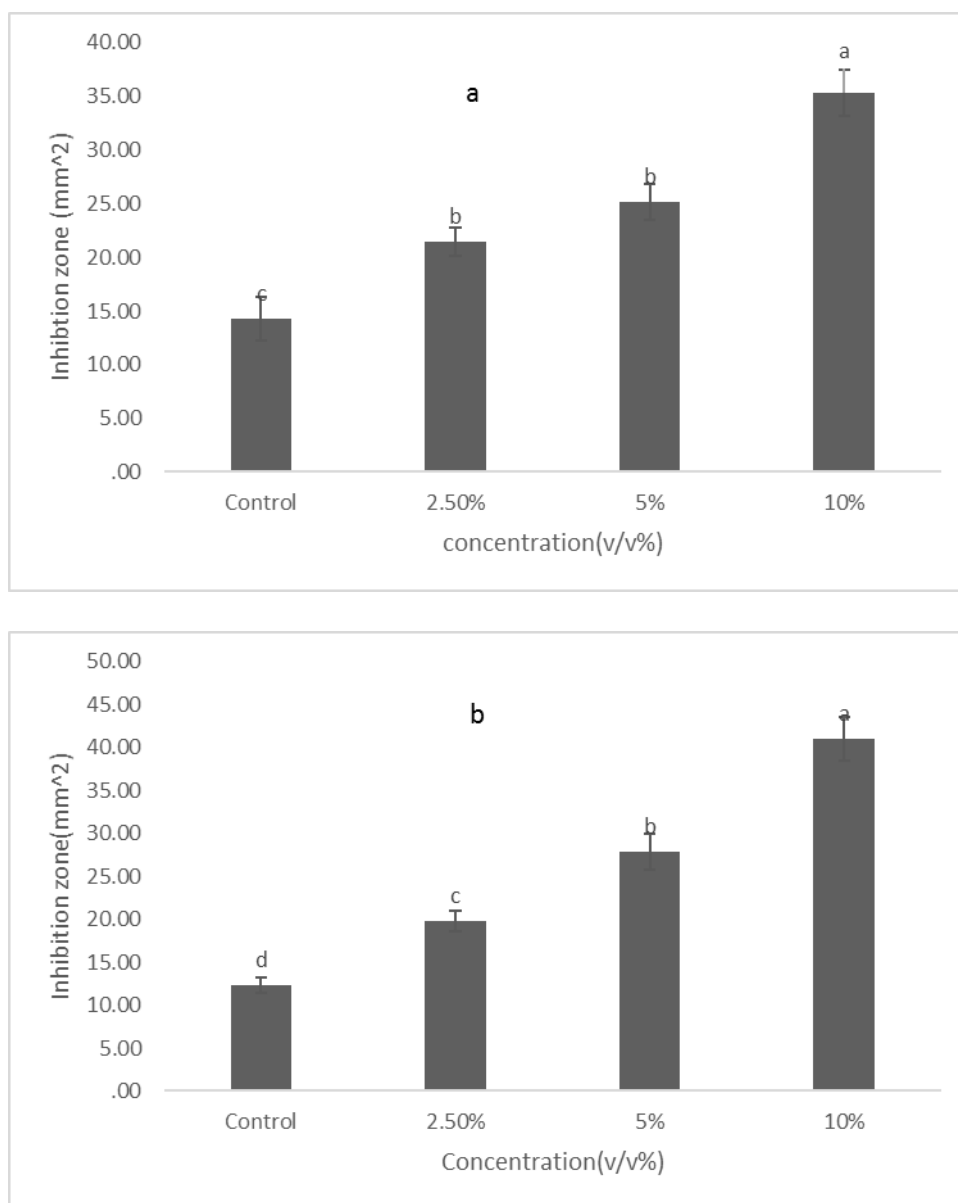 40.00
a
35.00
a
30.00
b
25.00
b
20.00
c
15.00
10.00
5.00
.00
Inhibtion zone (mm^2)
Control 2.50% 5% 10%
concentration(v/v%)
50.00
45.00
b
a
40.00
35.00
30.00
b
25.00
c
20.00
15.00
d
10.00
5.00
.00
Inhibition zone(mm^2)
Control 2.50% 5% 10%
Concentration(v/v%)